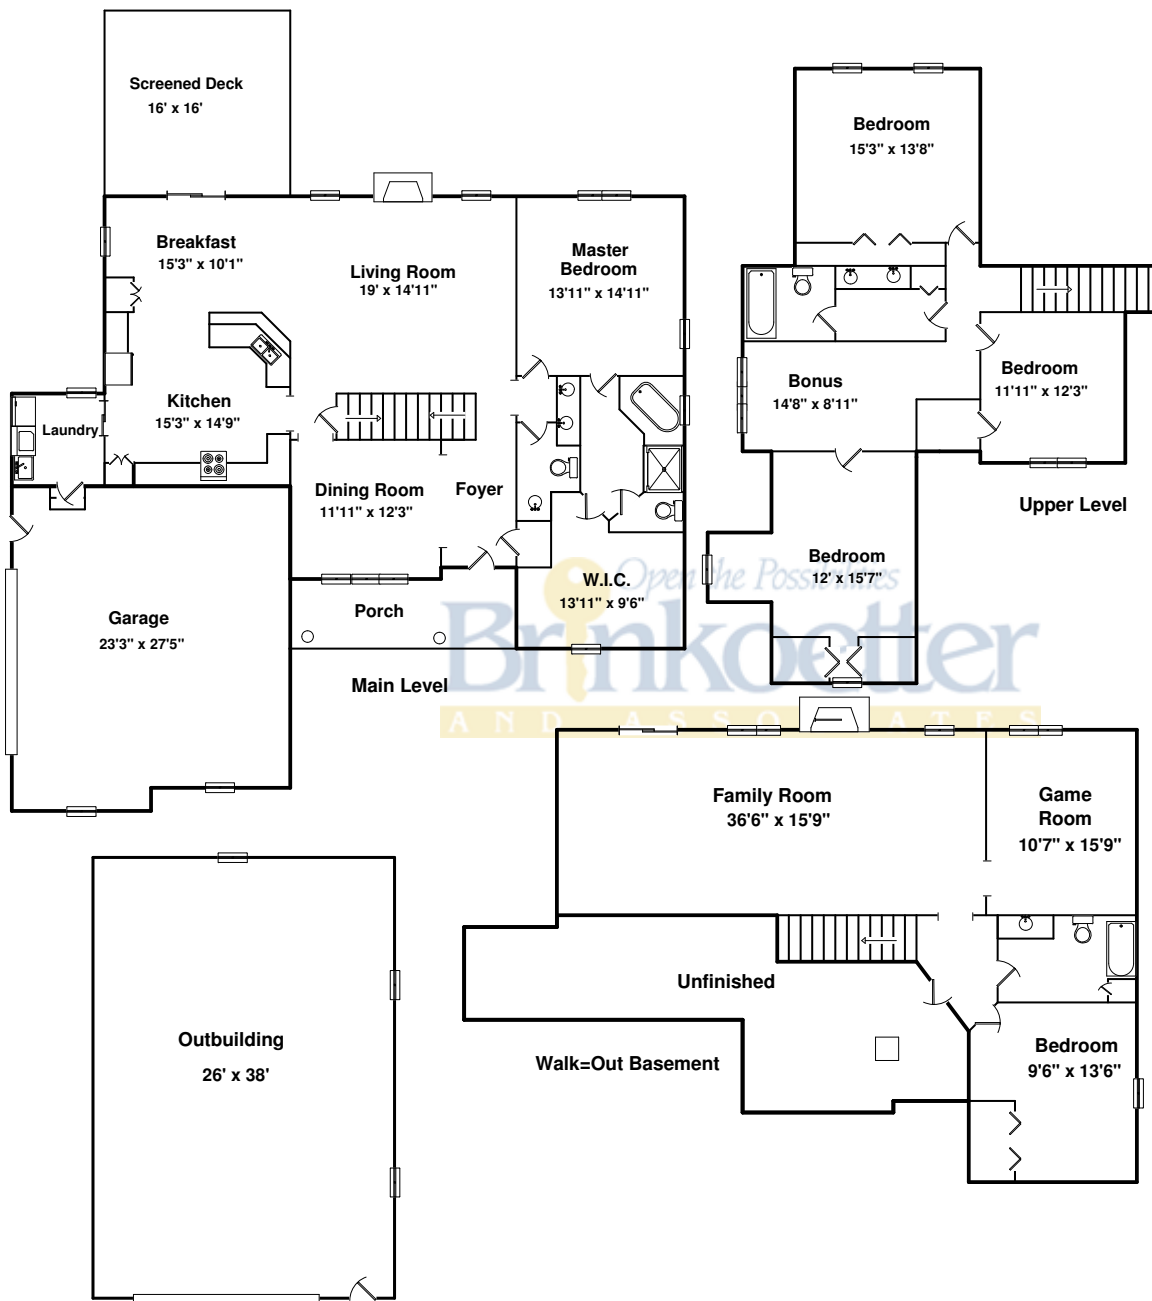 Screened Deck
16' x 16'
Breakfast
15'3" x 10'1"
Living Room
19' x 14'11"
Master
Bedroom
13'11" x 14'11"
Kitchen
15'3" x 14'9"
Laundry
Dining Room
11'11" x 12'3"
Foyer
W.I.C.
13'11" x 9'6"
Garage
23'3" x 27'5"
Porch
Main Level
Bedroom
15'3" x 13'8"
Bonus
14'8" x 8'11"
Bedroom
11'11" x 12'3"
Upper Level
Bedroom
12' x 15'7"
Open the Possibilities
Brinkoetter
AND ASSOCIATES
Family Room
36'6" x 15'9"
Game
Room
10'7" x 15'9"
Unfinished
Walk=Out Basement
Bedroom
9'6" x 13'6"
Outbuilding
26' x 38'